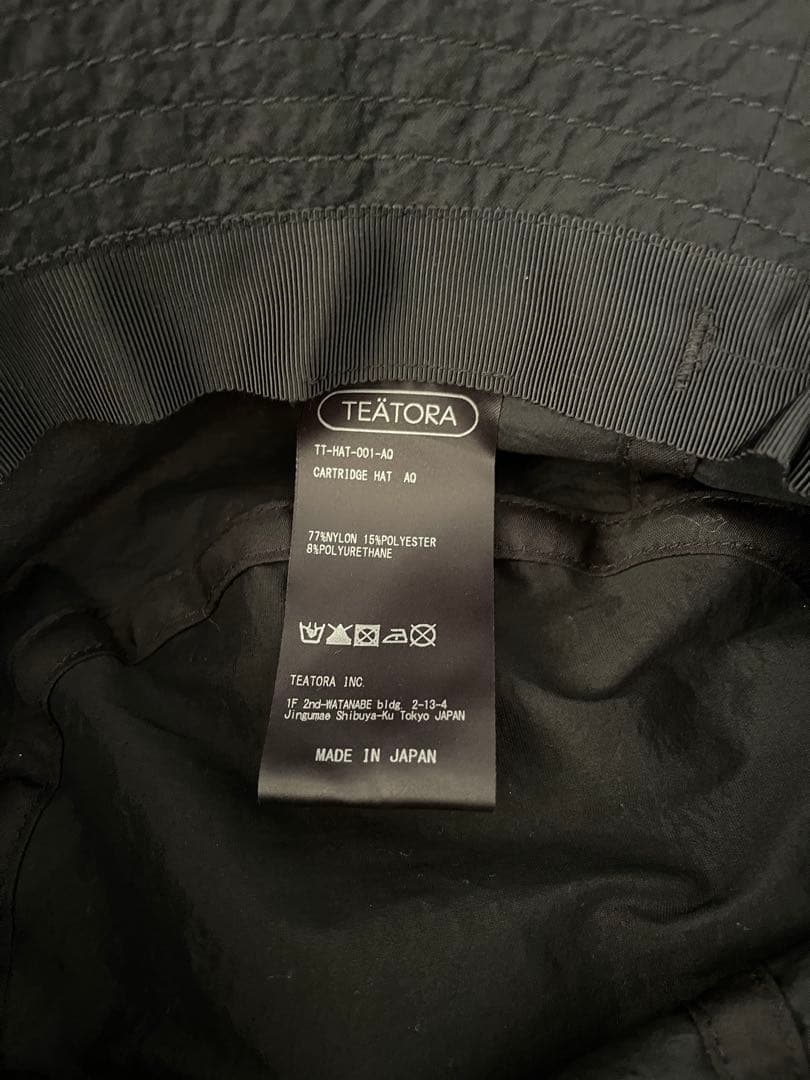 TEÄTORA
TT-HAT-001-AQ
CARTRIDGE HAT AQ
77%NYLON 15%POLYESTER
8%POLYURETHANE
TEATORA INC.
1F 2nd-WATANABE bldg. 2-13-4
Jingumae Shibuya-Ku Tokyo JAPAN
MADE IN JAPAN